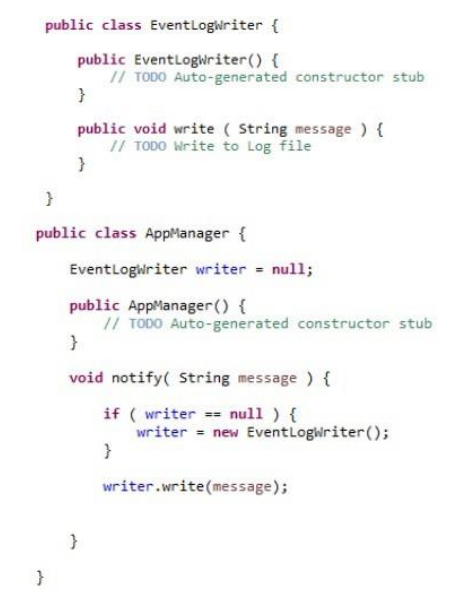 public class EventLogWriter {
public EventLogWriter() {
// TODO Auto-generated constructor stub
}
public void write ( String message ) {
// TODO Write to Log file
}
}
public class AppManager {
EventLogWriter writer = null;
public AppManager() {
// TODO Auto-generated constructor stub
}
void notify( String message ) {
if ( writer == null ) {
writer = new EventLogWriter();
}
writer.write(message);
}
}